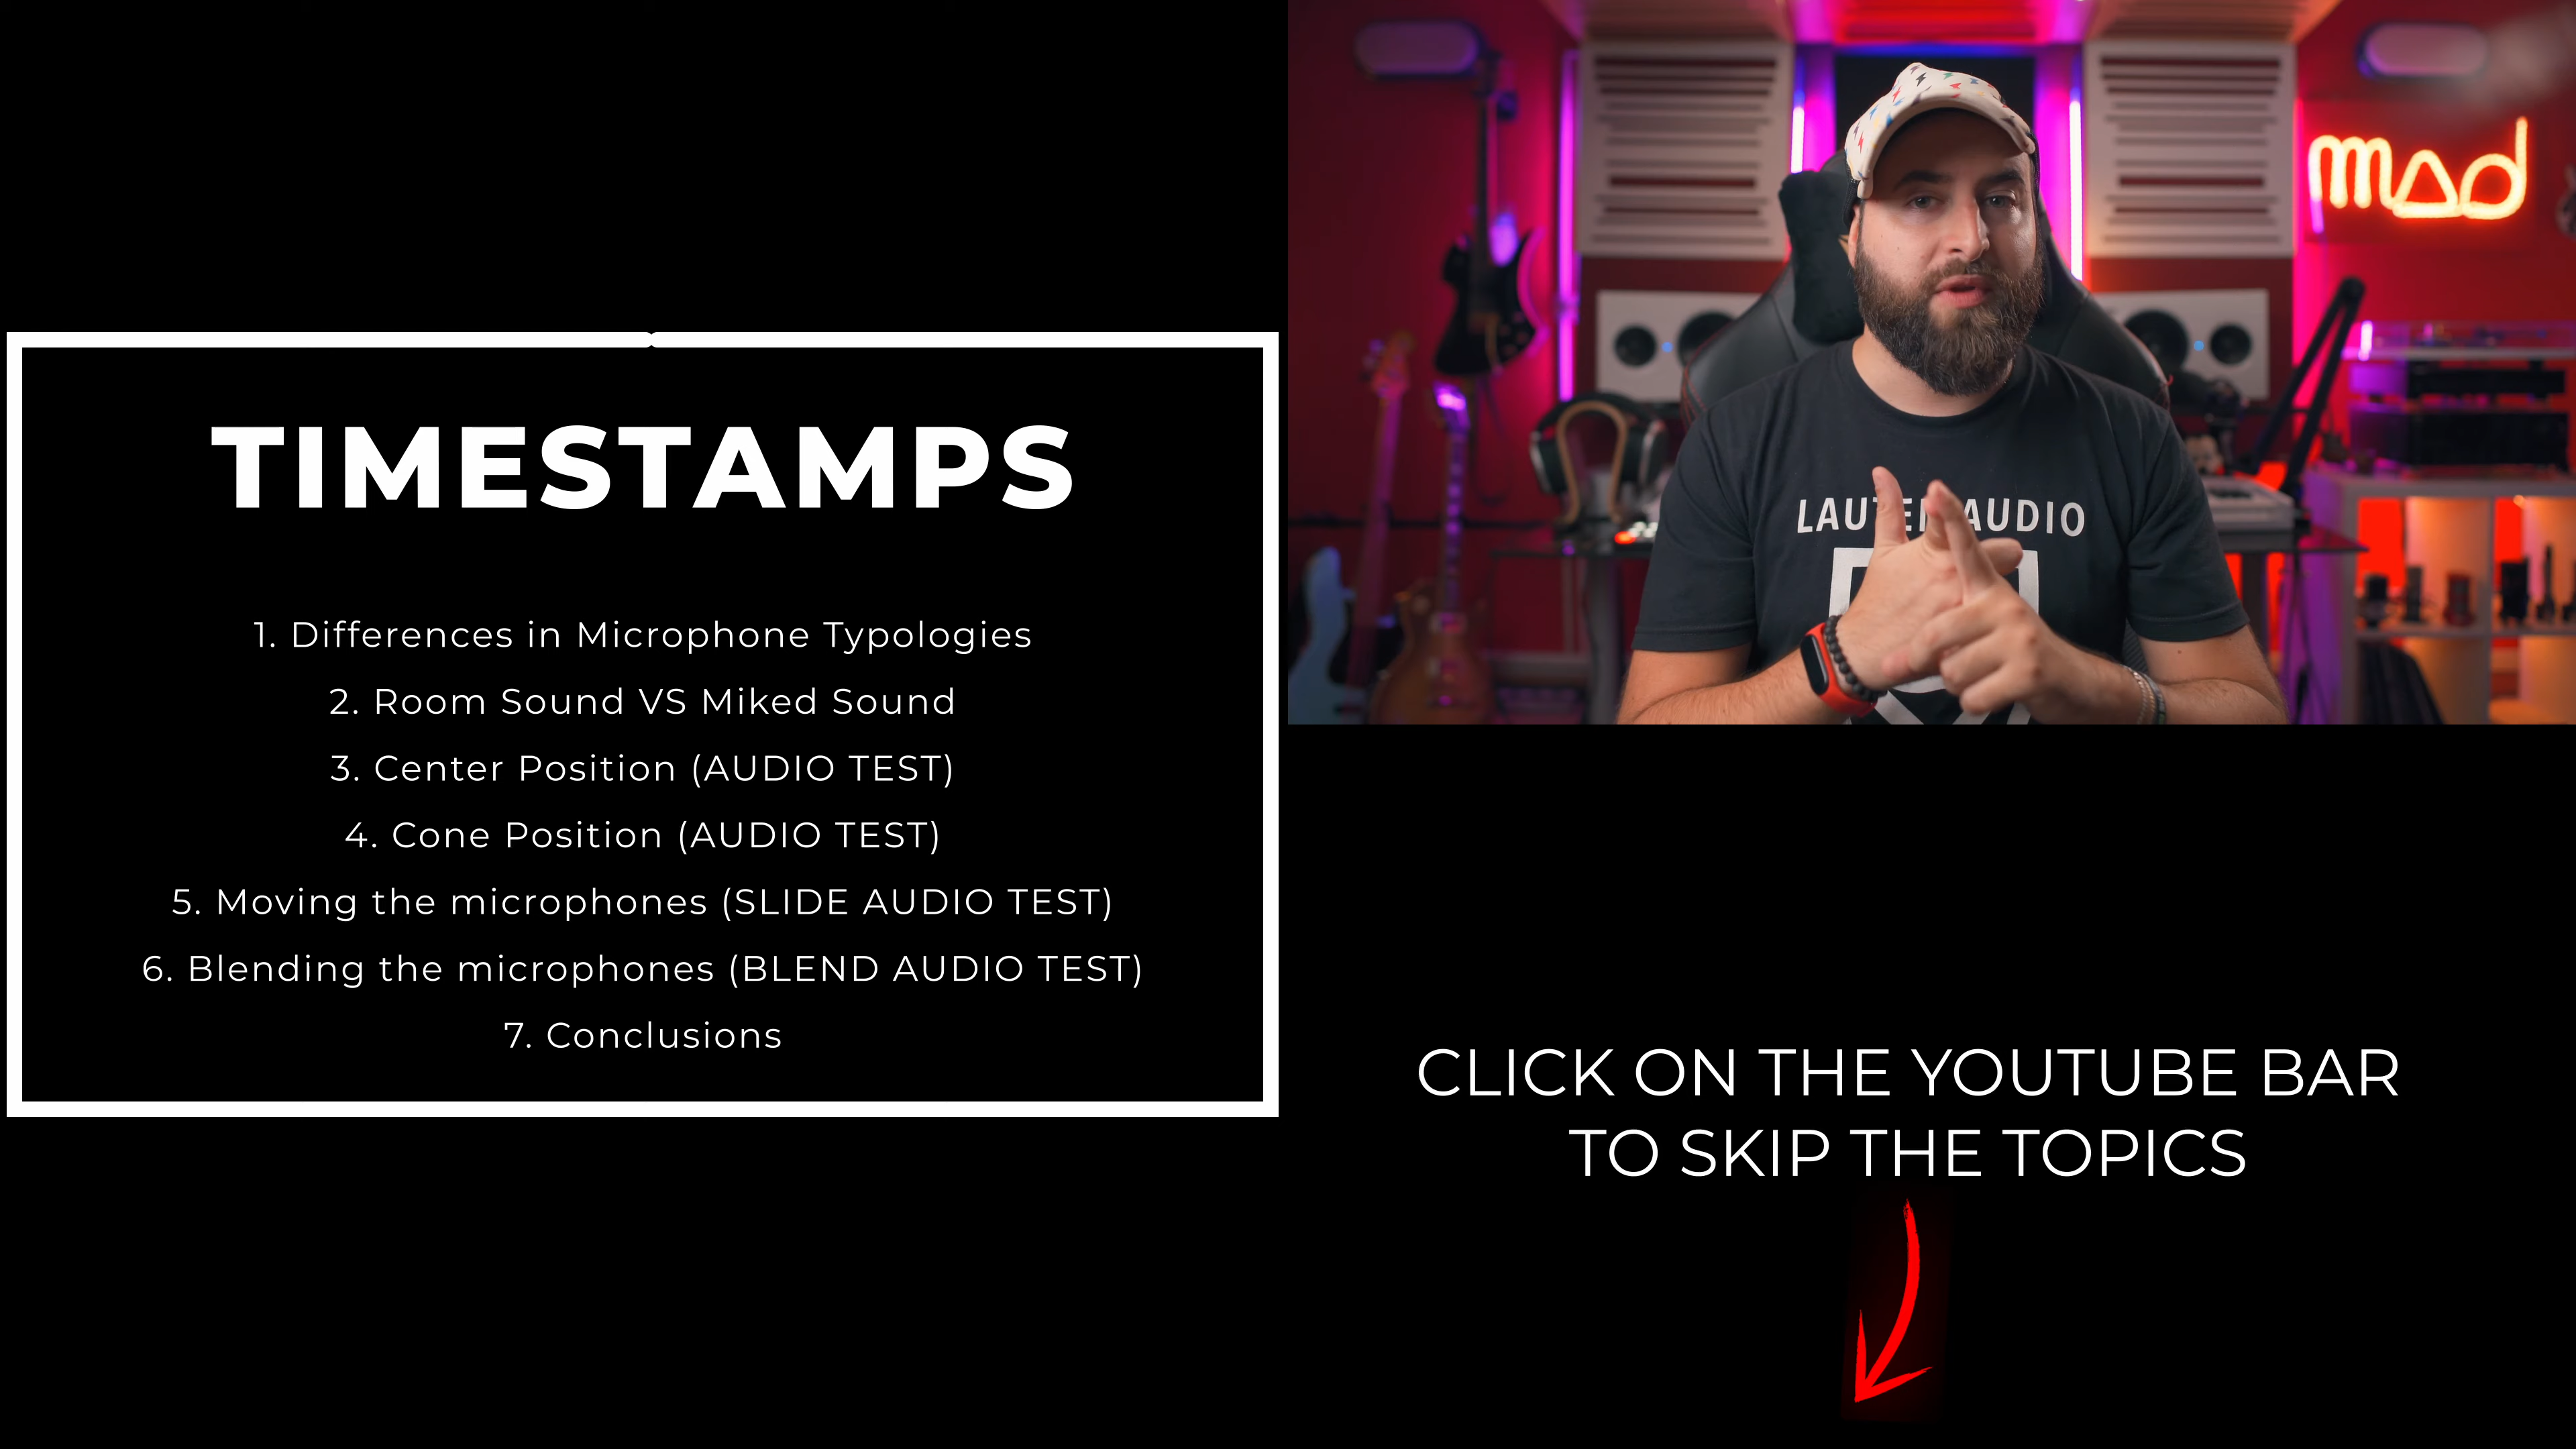 TIMESTAMPS
1. Differences in Microphone Typologies
2. Room Sound VS Miked Sound
3. Center Position (AUDIO TEST)
4. Cone Position (AUDIO TEST)
5. Moving the microphones (SLIDE AUDIO TEST)
6. Blending the microphones (BLEND AUDIO TEST)
7. Conclusions
mad
AUDIO
CLICK ON THE YOUTUBE BAR
TO SKIP THE TOPICS